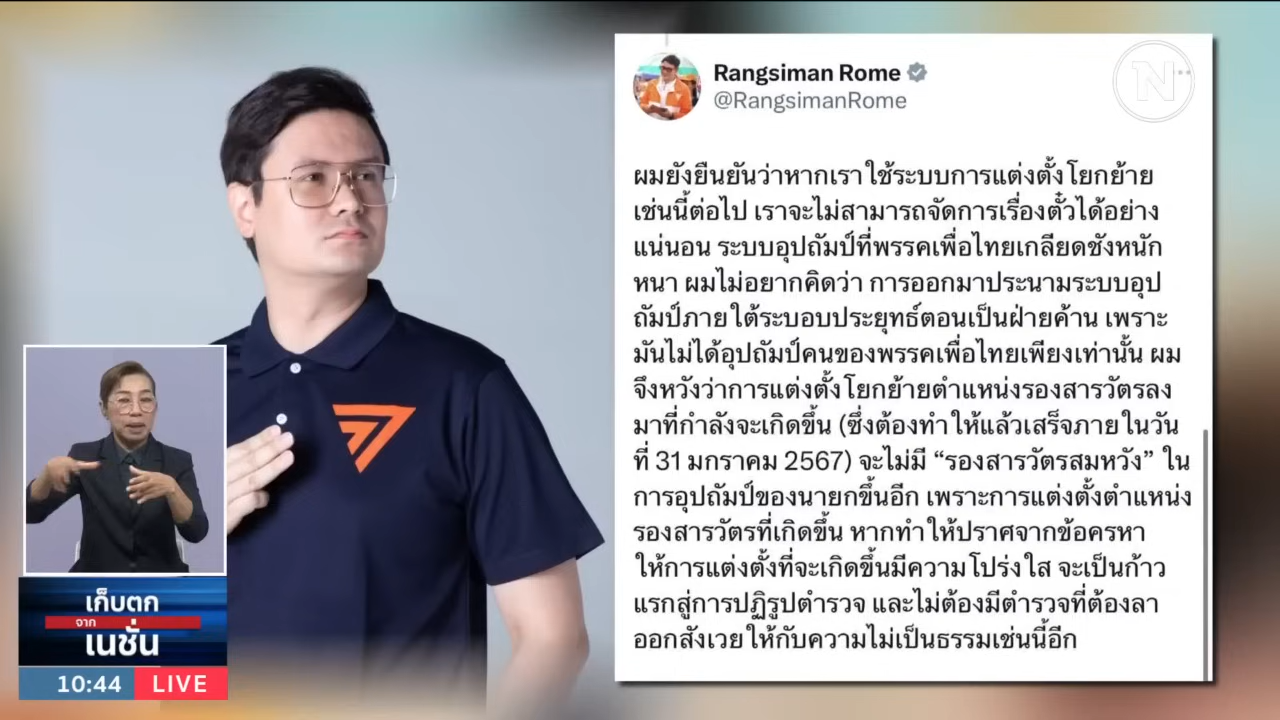 Rangsiman Rome
@RangsimanRome
N
ผมยังยืนยันว่าหากเราใช้ระบบการแต่งตั้งโยกย้าย
เช่นนี้ต่อไป เราจะไม่สามารถจัดการเรื่องตั๋วได้อย่าง
แน่นอน ระบบอุปถัมป์ที่พรรคเพื่อไทยเกลียดชังหนัก
หนา ผมไม่อยากคิดว่า การออกมาประนามระบบอุป
ถัมป์ภายใต้ระบอบประยุทธ์ตอนเป็นฝ่ายค้าน เพราะ
มันไม่ได้อุปถัมป์คนของพรรคเพื่อไทยเพียงเท่านั้น ผม
จึงหวังว่าการแต่งตั้งโยกย้ายตำแหน่งรองสารวัตรลง
มาที่กำลังจะเกิดขึ้น (ซึ่งต้องทำให้แล้วเสร็จภายในวัน
ที่ 31 มกราคม 2567) จะไม่มี “รองสารวัตรสมหวัง” ใน
การอุปถัมป์ของนายกขึ้นอีก เพราะการแต่งตั้งตำแหน่ง
รองสารวัตรที่เกิดขึ้น หากทำให้ปราศจากข้อครหา
ให้การแต่งตั้งที่จะเกิดขึ้นมีความโปร่งใส จะเป็นก้าว
แรกสู่การปฏิรูปตำรวจ และไม่ต้องมีตำรวจที่ต้องลา
ออกสังเวยให้กับความไม่เป็นธรรมเช่นนี้อีก
เก็บตก
จาก
เนชั่น
10:44 LIVE